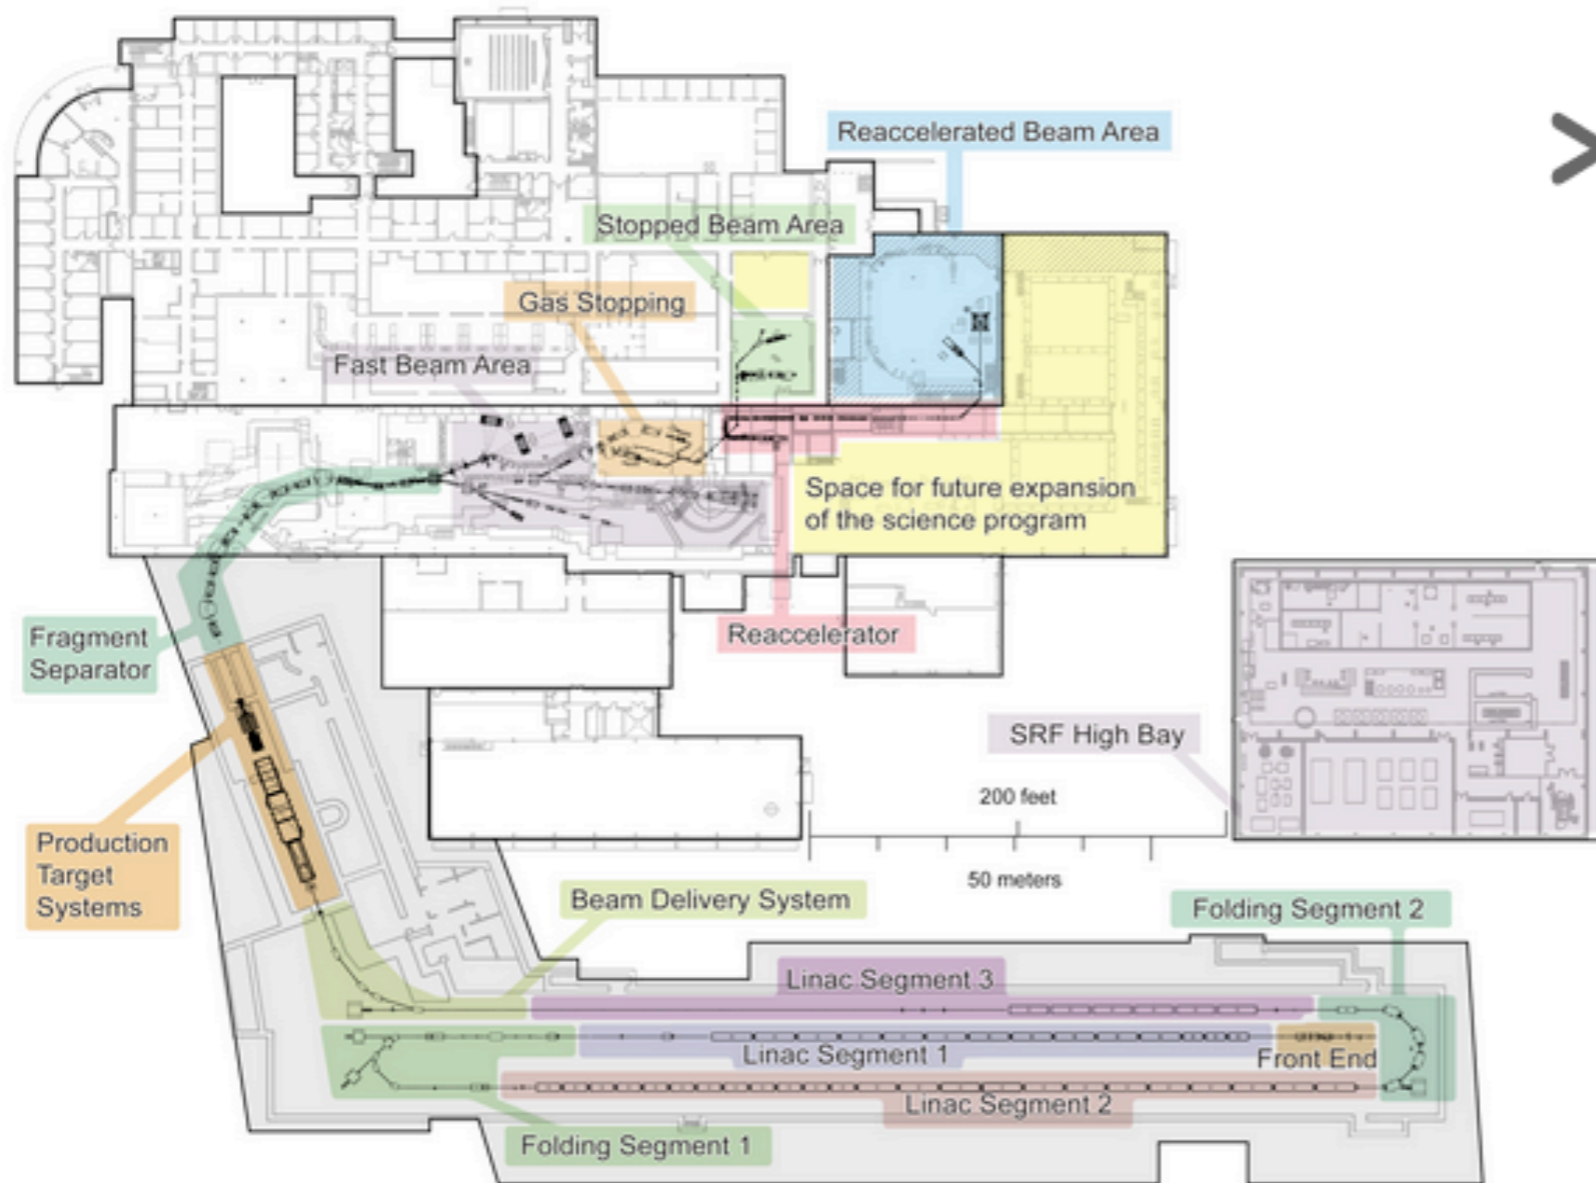 Reaccelerated Beam Area
Stopped Beam Area
Gas Stopping
Fast Beam Area
Space for future expansion
of the science program
Fragment
Separator
Reaccelerator
SRF High Bay
200 feet
50 meters
Production
Target
Systems
Beam Delivery System
Folding Segment 2
Linac Segment 3
Linac Segment 1
Front End
Linac Segment 2
Folding Segment 1